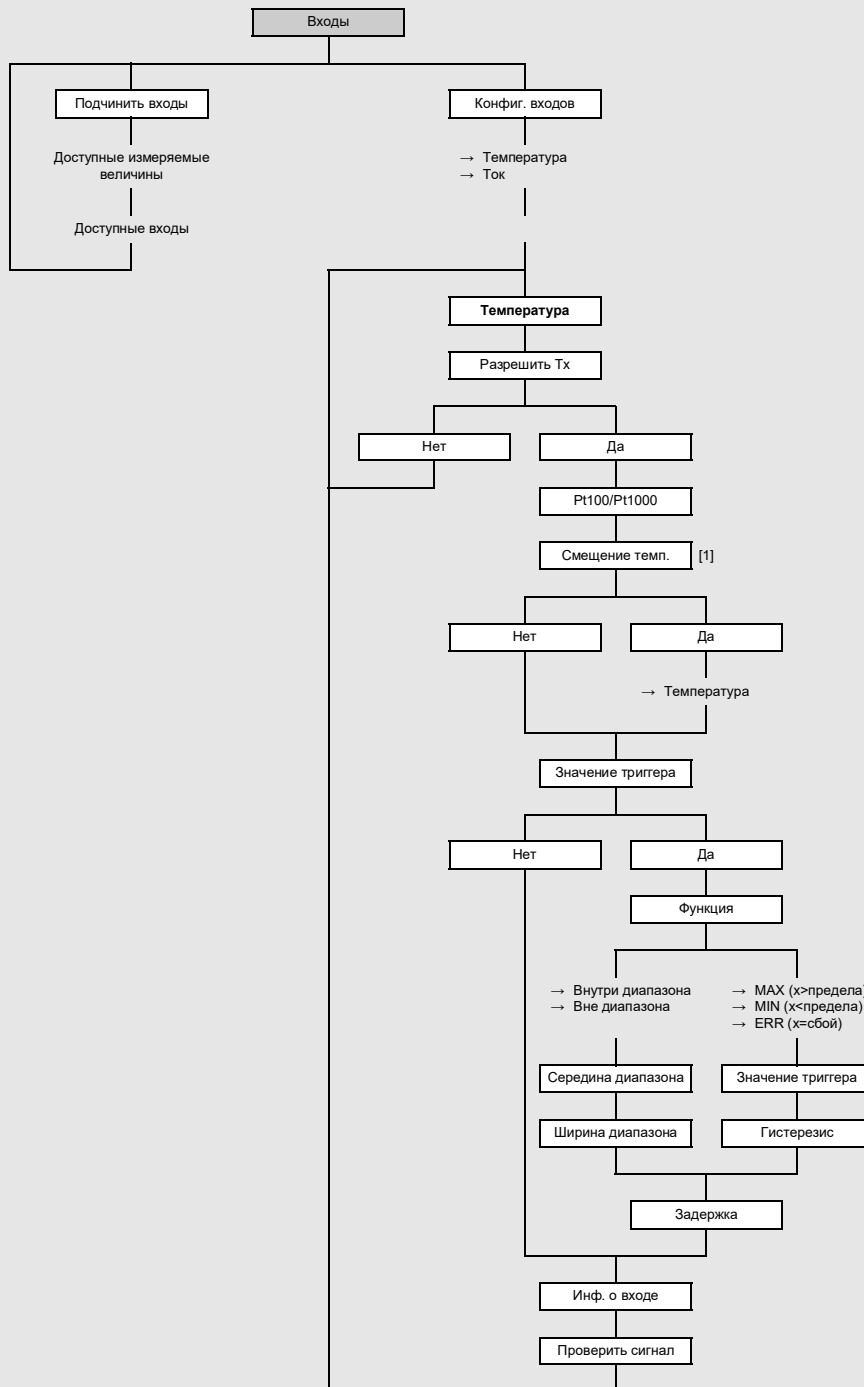 Входы
Подчинить входы
Конфиг. входов
Доступные измеряемые
величины
→ Температура
→ Ток
Доступные входы
Температура
Разрешить Tx
Нет
Да
Pt100/Pt1000
Смещение темп. [1]
Нет
Да
→ Температура
Значение триггера
Нет
Да
Функция
→ Внутри диапазона
→ Вне диапазона
→ MAX (x>предела)
→ MIN (x<предела)
→ ERR (x=сбой)
Середина диапазона
Значение триггера
Ширина диапазона
Гистерезис
Задержка
Инф. о входе
Проверить сигнал